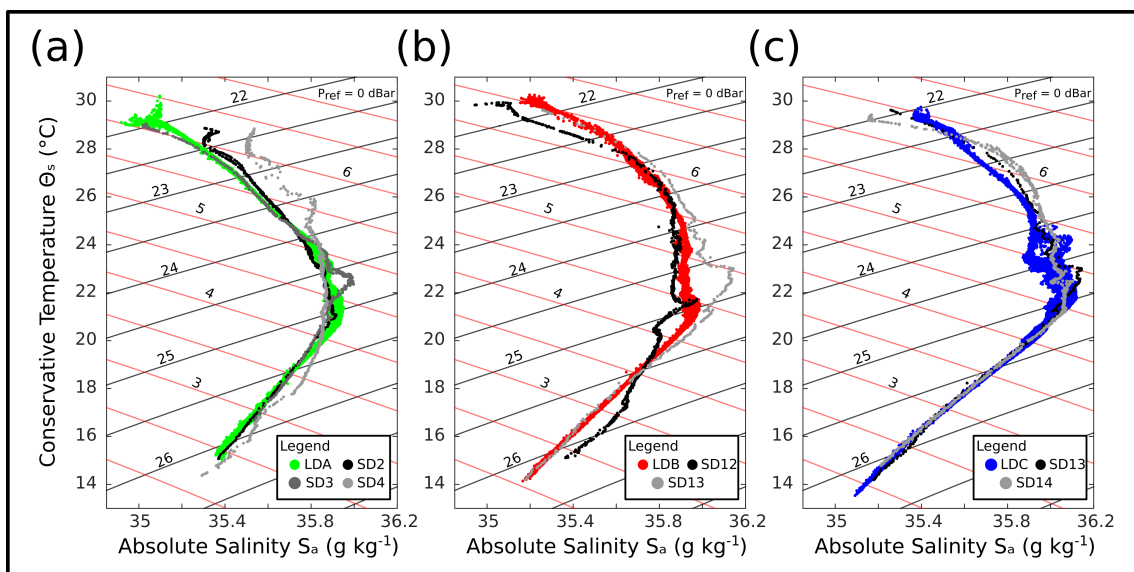 (a) (b) (c)
Conservative Temperature Θs (°C)
30
28
26
24
22
20
18
16
14
22
P ref = 0 dBar
6
23
5
24
4
25
3
26
Legend
LDA SD2
SD3 SD4
35 35.4 35.8 36.2
Absolute Salinity Sa (g kg-1)
22
P ref = 0 dBar
6
23
5
24
4
25
3
26
Legend
LDB SD12
SD13
35 35.4 35.8 36.2
Absolute Salinity Sa (g kg-1)
22
P ref = 0 dBar
6
23
5
24
4
25
3
26
Legend
LDC SD13
SD14
35 35.4 35.8 36.2
Absolute Salinity Sa (g kg-1)